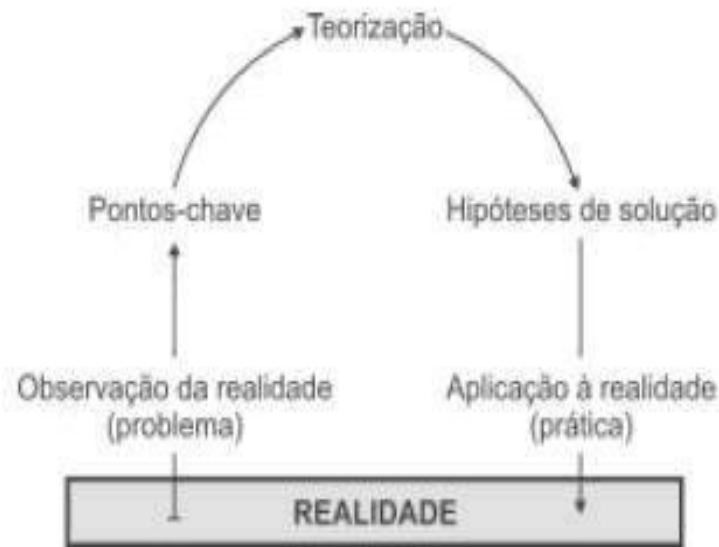 Teorização
Pontos-chave
Hipóteses de solução
Observação da realidade
(problema)
Aplicação à realidade
(prática)
REALIDADE